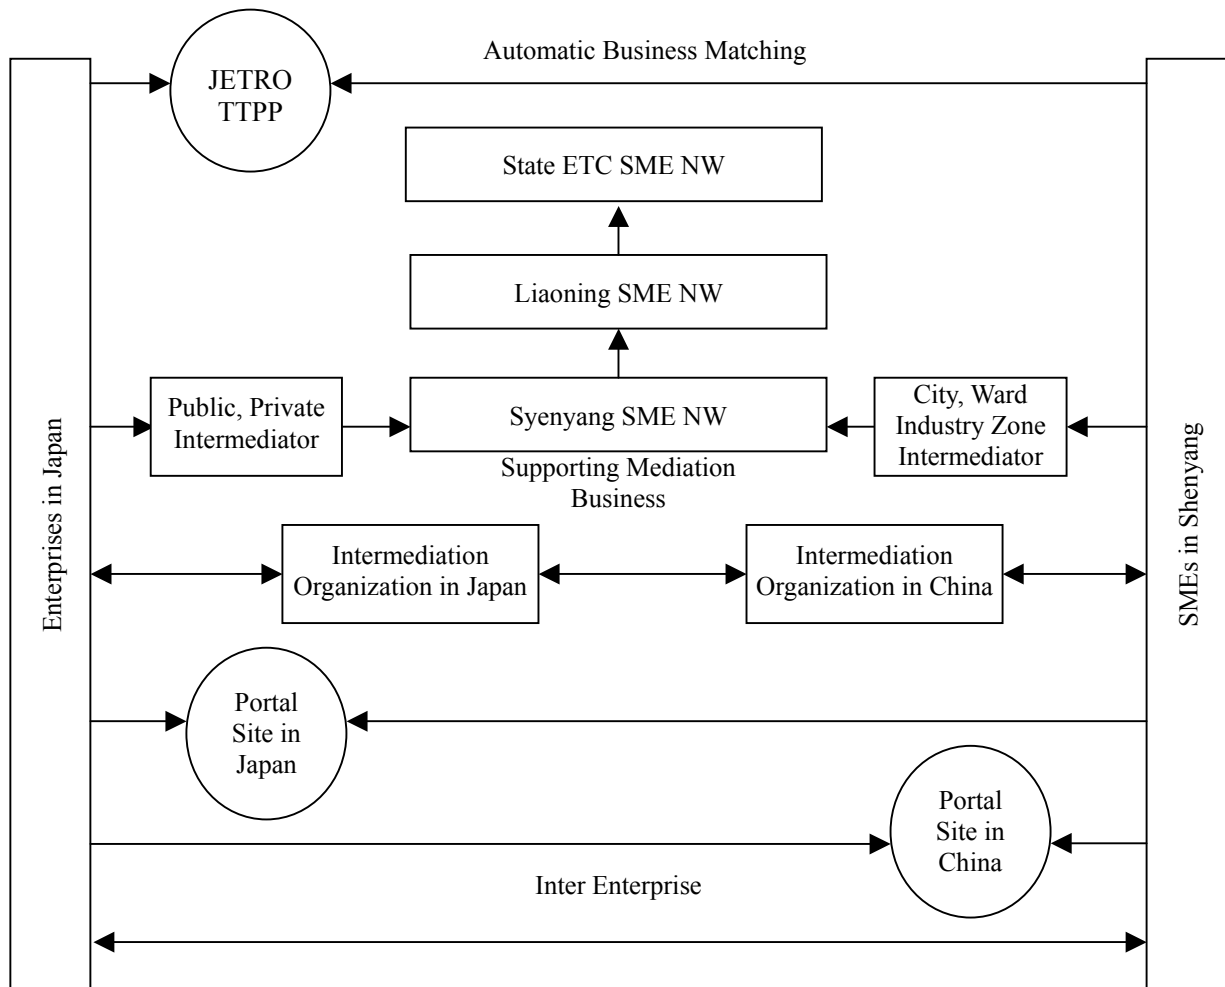 Automatic Business Matching
JETRO
TTPP
State ETC SME NW
Liaoning SME NW
Public, Private
Intermediator
Syenyang SME NW
City, Ward
Industry Zone
Intermediator
Supporting Mediation
Business
Enterprises in Japan
SMEs in Shenyang
Intermediation
Organization in Japan
Intermediation
Organization in China
Portal
Site in
Japan
Portal
Site in
China
Inter Enterprise